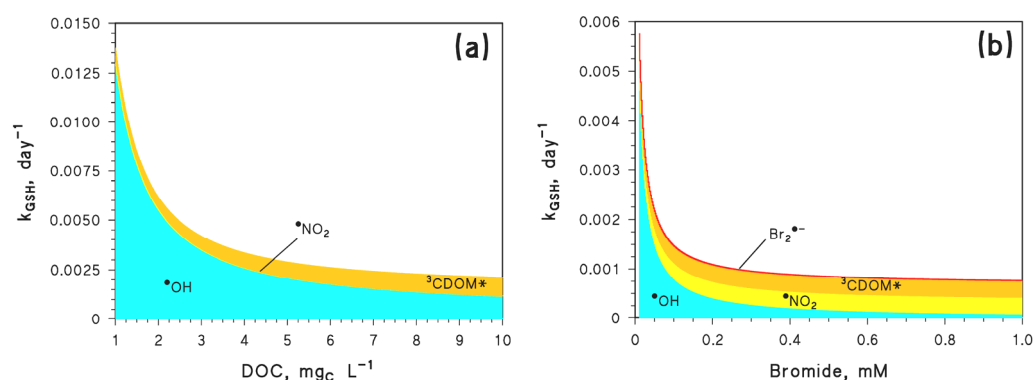 (a)
0.0150
0.0125
0.0100
0.0075
0.0050
0.0025
0
k_GSH, day⁻¹
•NO₂
•OH
³CDOM*
1 2 3 4 5 6 7 8 9 10
DOC, mg_C L⁻¹
(b)
0.006
0.005
0.004
0.002
0.001
0
k_GSH, day⁻¹
Br₂•−
³CDOM*
•OH
•NO₂
0 0.2 0.4 0.6 0.8 1.0
Bromide, mM